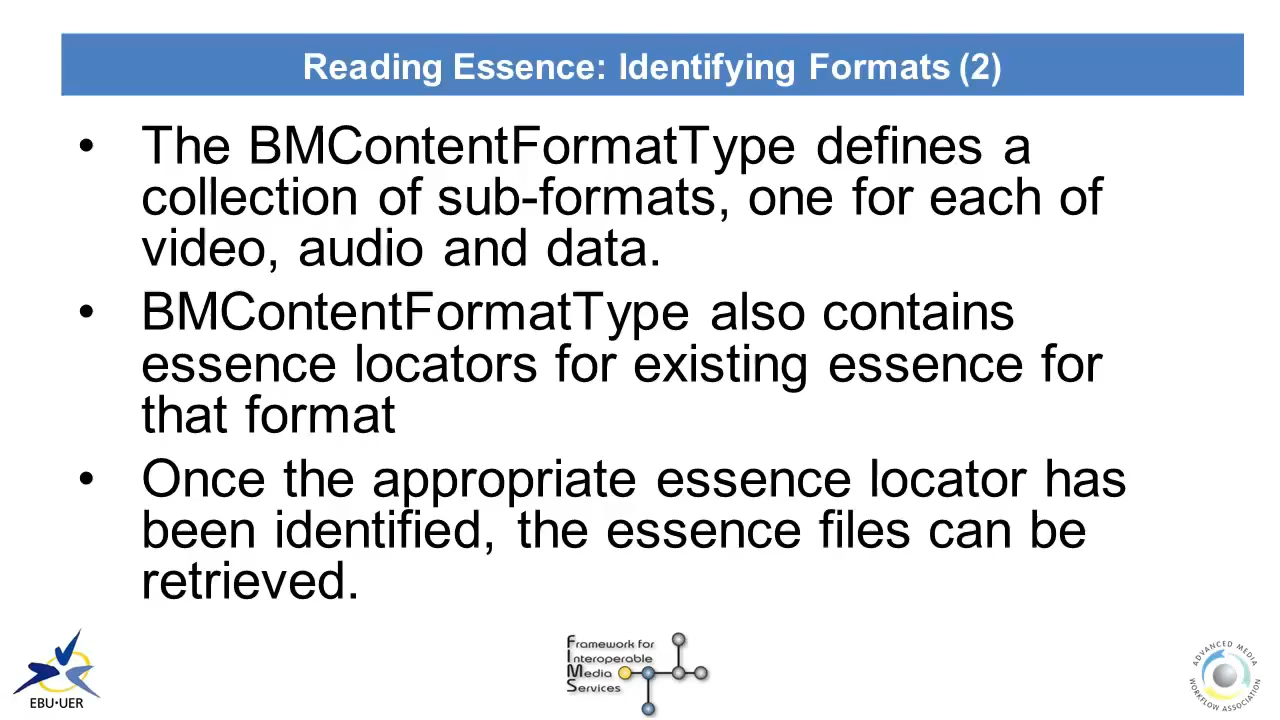 Reading Essence: Identifying Formats (2)
• The BMContentFormatType defines a
collection of sub-formats, one for each of
video, audio and data.
• BMContentFormatType also contains
essence locators for existing essence for
that format
• Once the appropriate essence locator has
been identified, the essence files can be
retrieved.
EBU•UER
Framework for
Interoperable
Media
Services
ADVANCED MEDIA
WORKFLOW ASSOCIATION